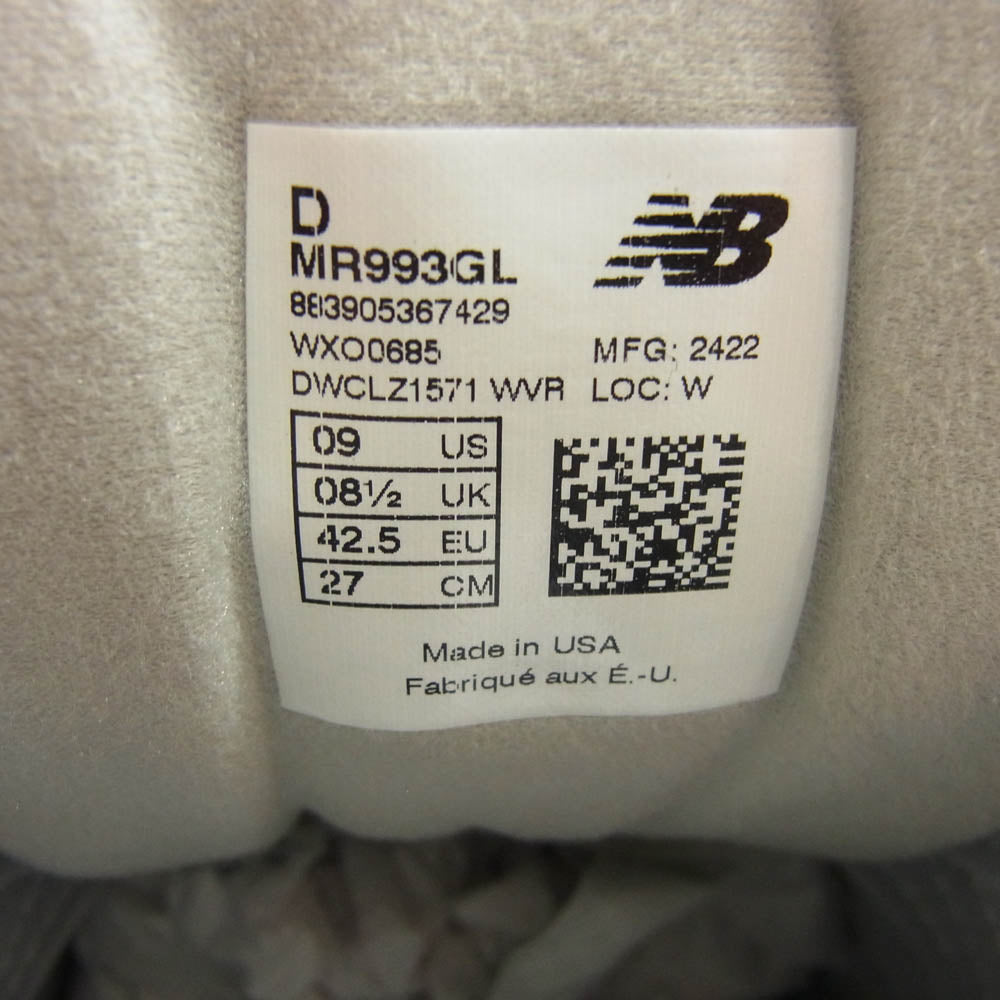 D
NB
MR993GL
883905367429
WXO0685 MFG: 2422
DWCLZ1571 WVR LOC: W
09 US
08½ UK
42.5 EU
27 CM
Made in USA
Fabriqué aux É.-U.